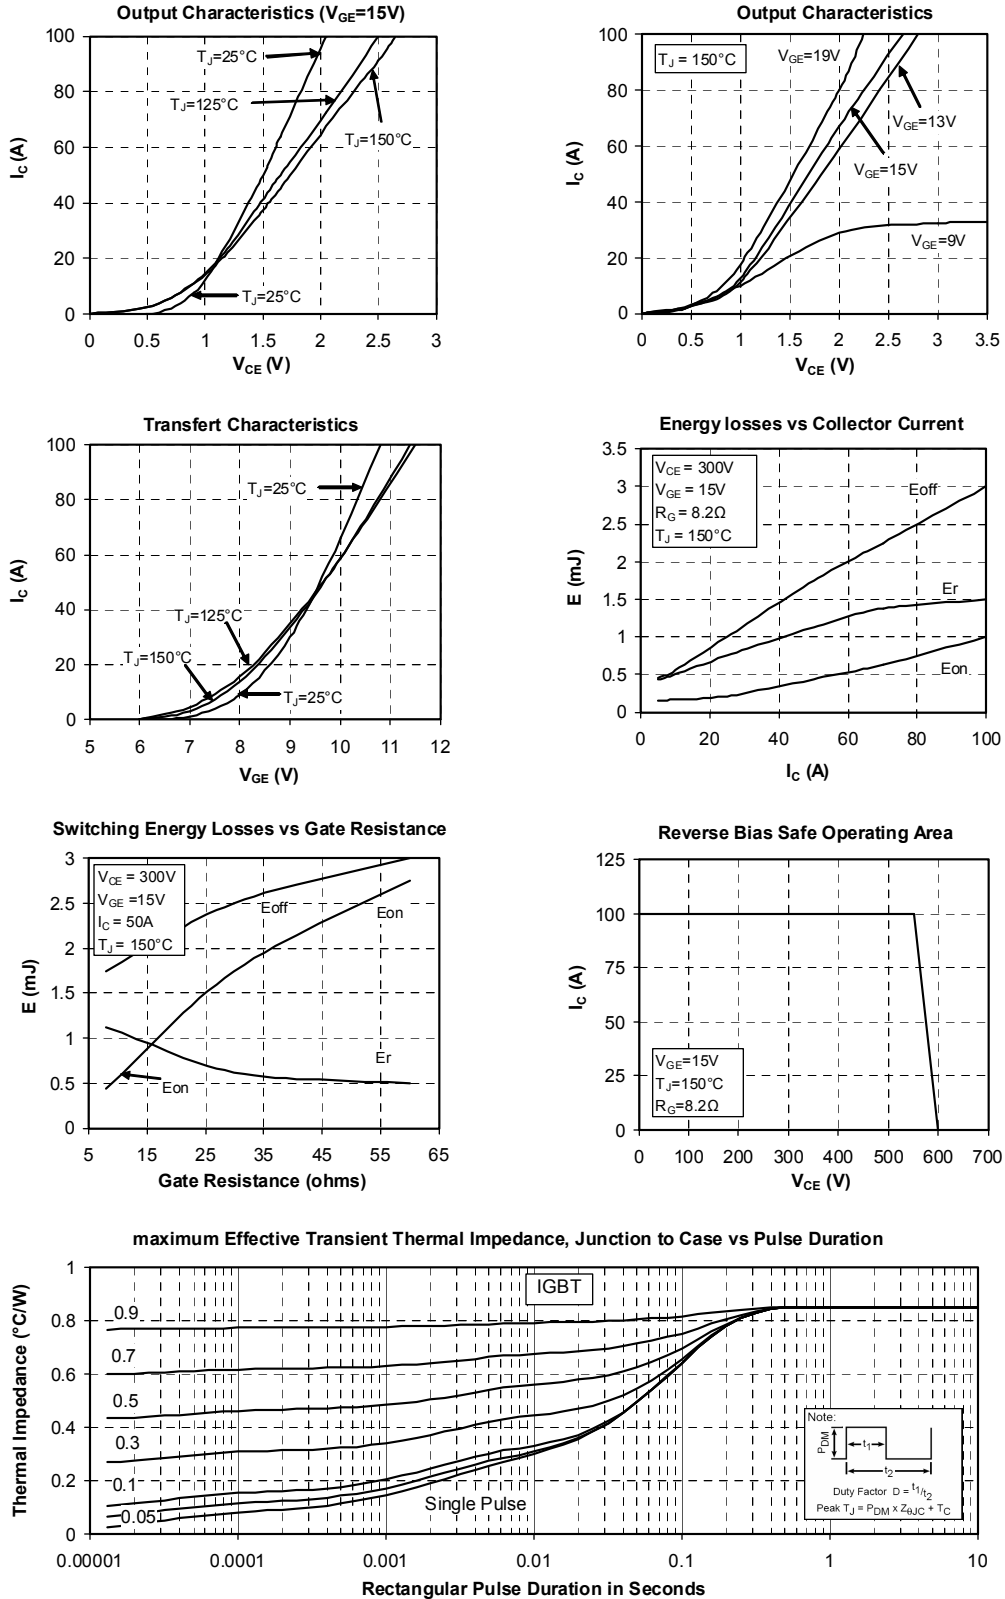 Output Characteristics (VGE=15V)
100
80
60
40
20
0
0 0.5 1 1.5 2 2.5 3
IC (A)
VCE (V)
TJ=25°C
TJ=125°C
TJ=150°C
TJ=25°C
Output Characteristics
100
80
60
40
20
0
0 0.5 1 1.5 2 2.5 3 3.5
IC (A)
VCE (V)
TJ = 150°C
VGE=19V
VGE=13V
VGE=15V
VGE=9V
Transfert Characteristics
100
80
60
40
20
0
5 6 7 8 9 10 11 12
IC (A)
VGE (V)
TJ=25°C
TJ=125°C
TJ=150°C
TJ=25°C
Energy losses vs Collector Current
3.5
3
2.5
2
1.5
1
0.5
0
0 20 40 60 80 100
E (mJ)
IC (A)
VCE = 300V
VGE = 15V
RG = 8.2Ω
TJ = 150°C
Eoff
Er
Eon
Switching Energy Losses vs Gate Resistance
3
2.5
2
1.5
1
0.5
0
5 15 25 35 45 55 65
E (mJ)
Gate Resistance (ohms)
VCE = 300V
VGE =15V
IC = 50A
TJ = 150°C
Eoff
Eon
Er
Eon
Reverse Bias Safe Operating Area
125
100
75
50
25
0
0 100 200 300 400 500 600 700
IC (A)
VCE (V)
VGE=15V
TJ=150°C
RG=8.2Ω
maximum Effective Transient Thermal Impedance, Junction to Case vs Pulse Duration
1
0.8
0.6
0.4
0.2
0
0.00001 0.0001 0.001 0.01 0.1 1 10
Thermal Impedance (°C/W)
Rectangular Pulse Duration in Seconds
IGBT
0.9
0.7
0.5
0.3
0.1
0.05
Single Pulse
Note:
PDM
t1
t2
Duty Factor D = t1/t2
Peak TJ = PDM x ZθJC + TC